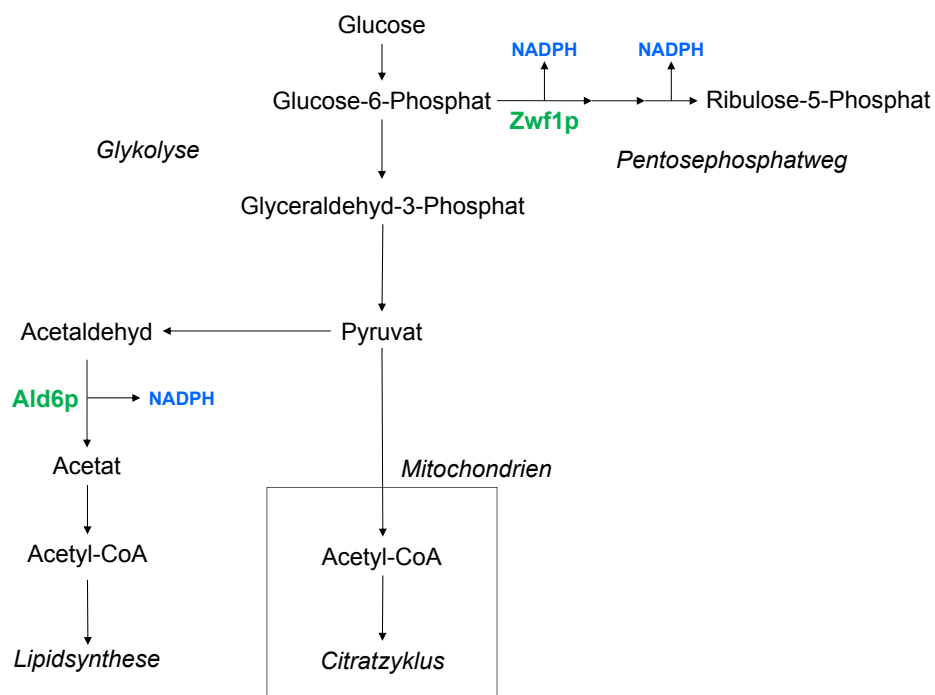 Glucose
NADPH NADPH
Glucose-6-Phosphat Ribulose-5-Phosphat
Zwf1p
Glykolyse Pentosephosphatweg
Glyceraldehyd-3-Phosphat
Acetaldehyd Pyruvat
Ald6p NADPH
Acetat Mitochondrien
Acetyl-CoA Acetyl-CoA
Lipidsynthese Citratzyklus